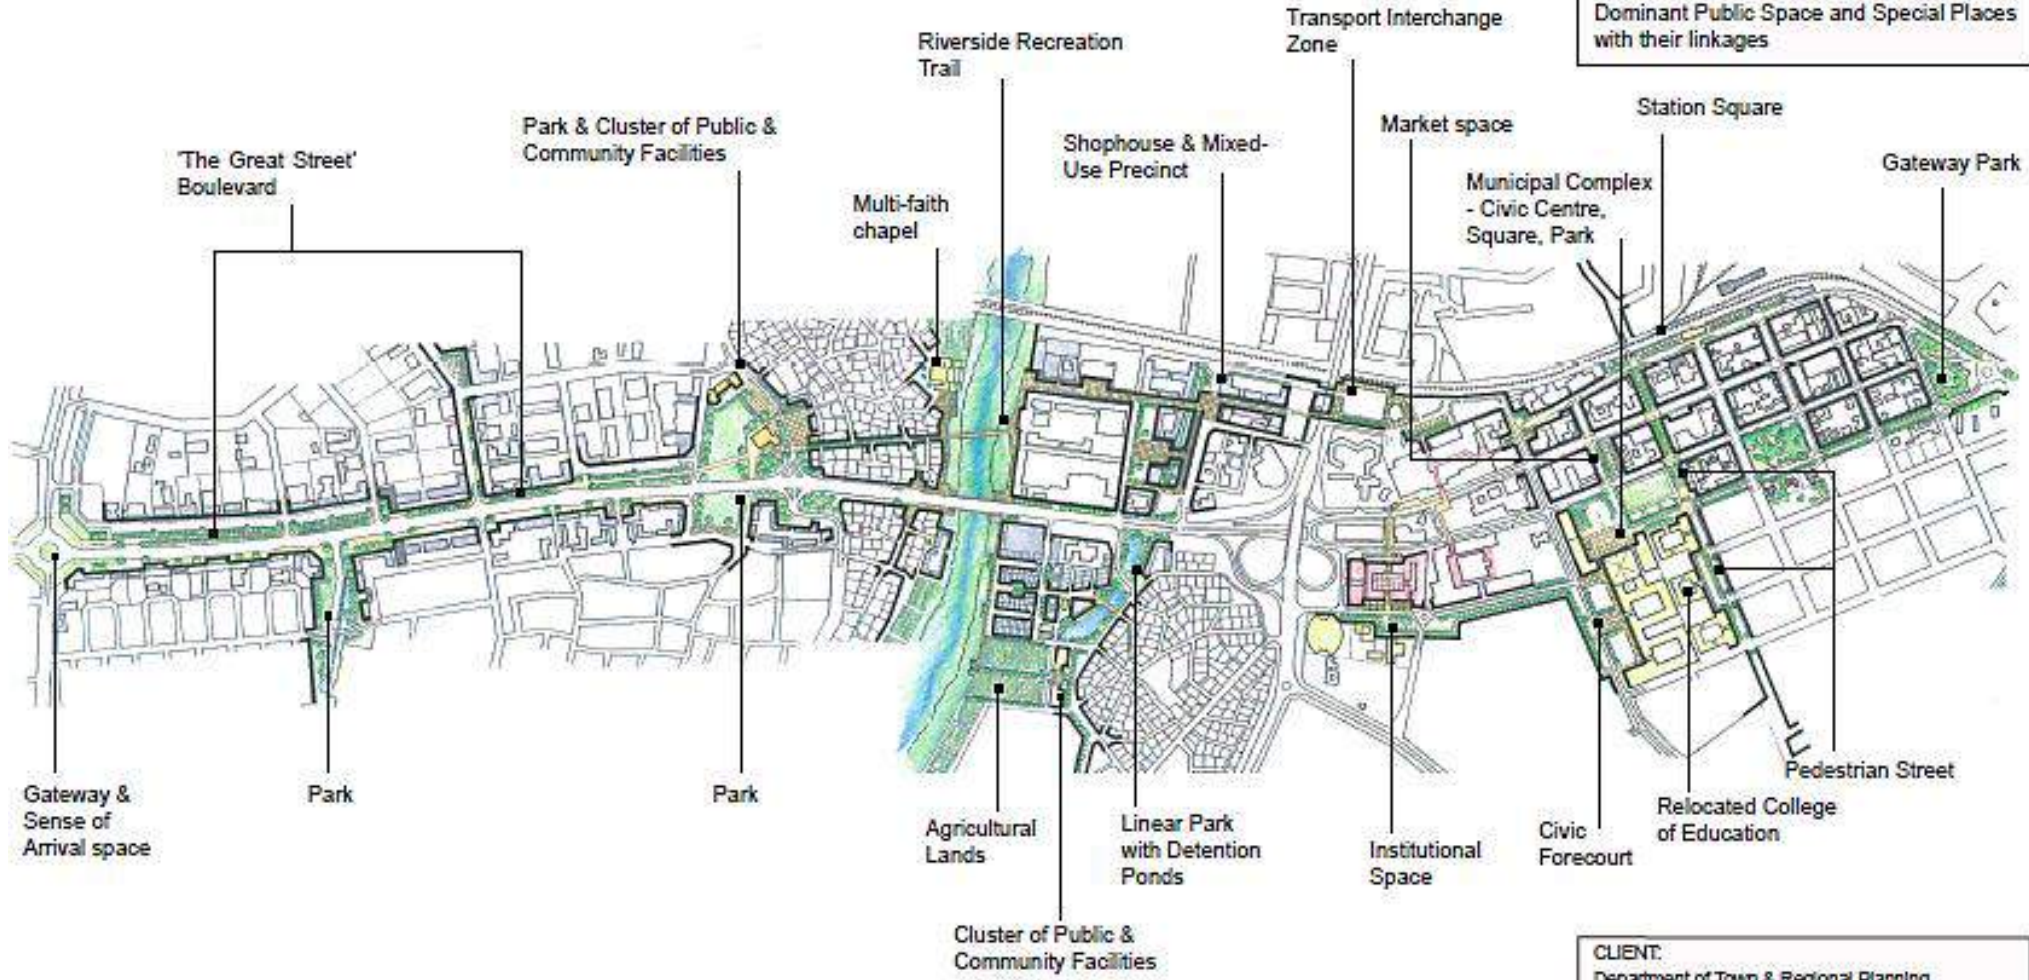 Dominant Public Space and Special Places
with their linkages
Transport Interchange
Zone
Riverside Recreation
Trail
Station Square
Market space
Park & Cluster of Public &
Community Facilities
Shophouse & Mixed-
Use Precinct
'The Great Street'
Boulevard
Gateway Park
Municipal Complex
- Civic Centre,
Square, Park
Multi-faith
chapel
Pedestrian Street
Gateway &
Sense of
Arrival space
Park
Park
Agricultural
Lands
Linear Park
with Detention
Ponds
Institutional
Space
Civic
Forecourt
Relocated College
of Education
Cluster of Public &
Community Facilities
CLIENT:
Department of Town & Regional Planning